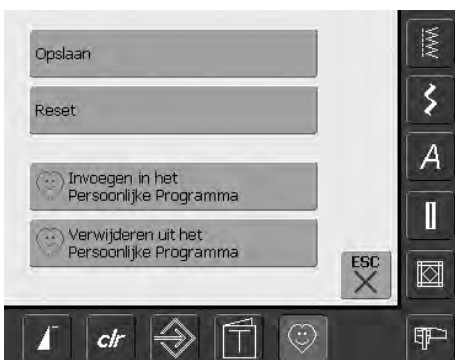 Opslaan
Reset
Invoegen in het
Persoonlijke Programma
Verwijderen uit het
Persoonlijke Programma
ESC
A
clr
T